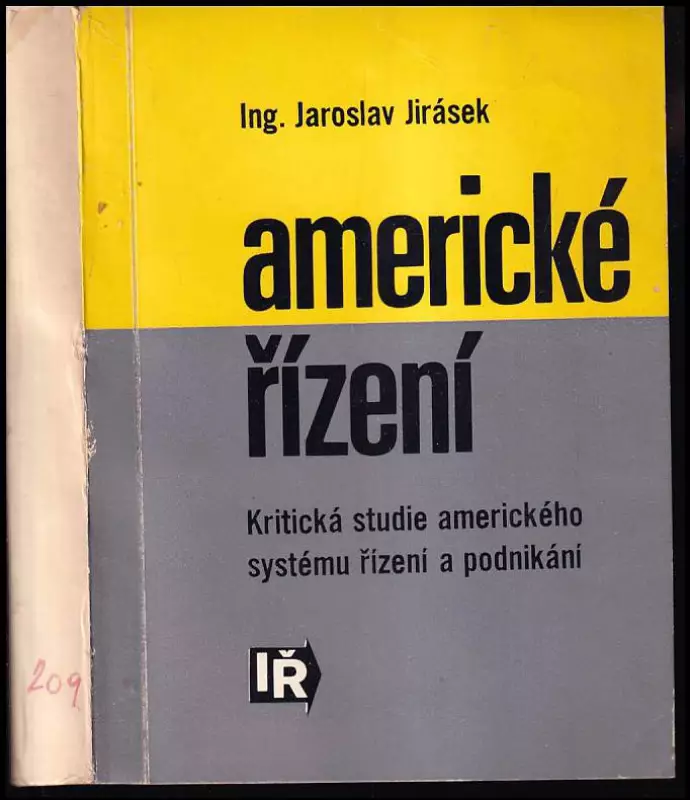 Ing. Jaroslav Jirásek
americké
řízení
Kritická studie amerického
systému řízení a podnikání
IŘ
209